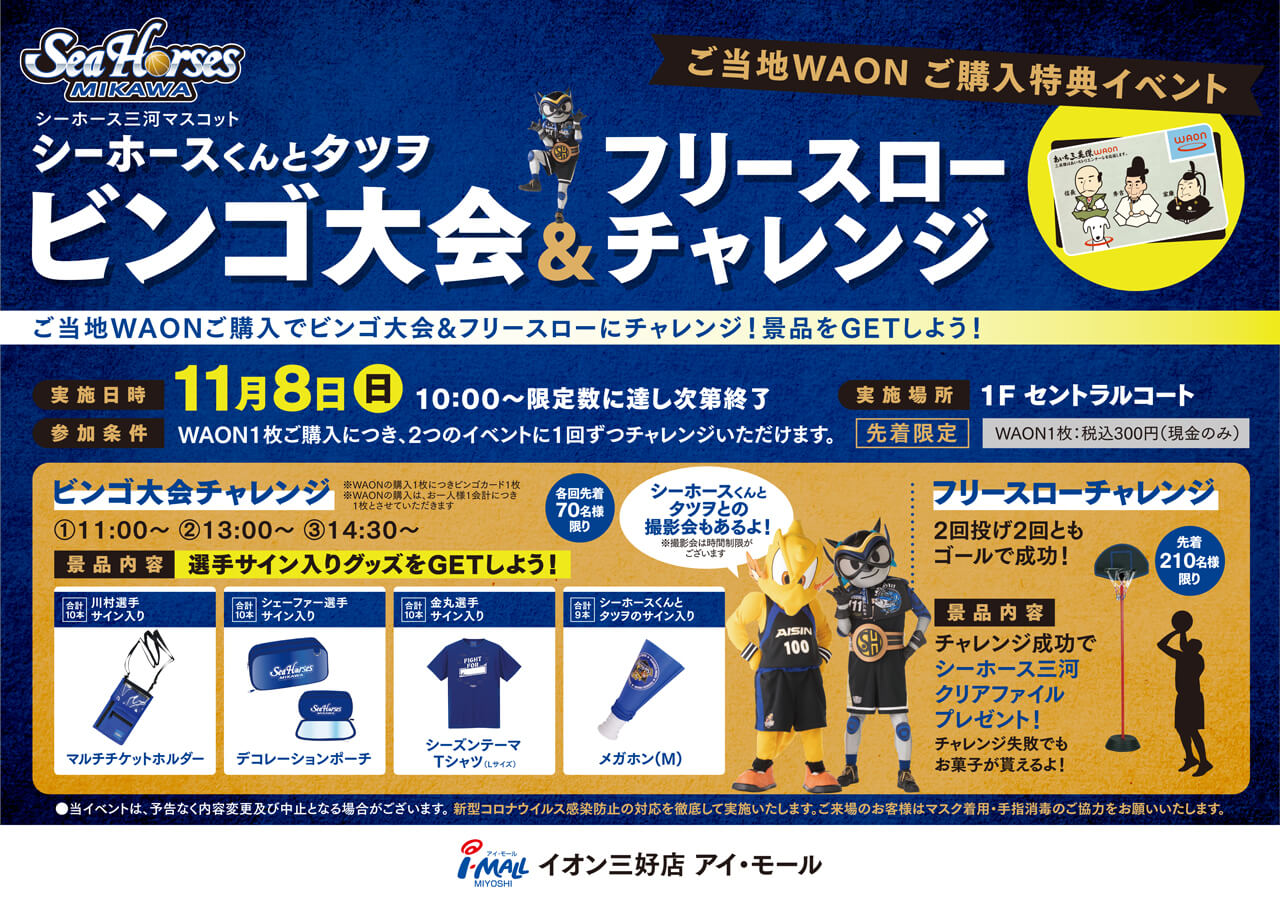 SeaHorses
MIKAWA
シーホース三河マスコット
シーホースくんとタツヲ
ビンゴ大会
&
フリースロー
チャレンジ
ご当地WAON ご購入特典イベント
あいち三英傑WAON
WAON
信長
秀吉
家康
ご当地WAONご購入でビンゴ大会&フリースローにチャレンジ!景品をGETしよう!
実施日時
11月8日 日 10:00〜限定数に達し次第終了
実施場所
1F セントラルコート
参加条件
WAON1枚ご購入につき、2つのイベントに1回ずつチャレンジいただけます。
先着限定
WAON1枚:税込300円(現金のみ)
ビンゴ大会チャレンジ
※WAONの購入1枚につきビンゴカード1枚
※WAONの購入は、お一人様1会計につき
1枚とさせていただきます
①11:00〜 ②13:00〜 ③14:30〜
各回先着
70名様
限り
景品内容
選手サイン入りグッズをGETしよう!
合計
10本
川村選手
サイン入り
マルチチケットホルダー
合計
10本
シェーファー選手
サイン入り
SeaHorses
MIKAWA
SeaHorses
MIKAWA
デコレーションポーチ
合計
10本
金丸選手
サイン入り
FIGHT
FOR
シーズンテーマ
Tシャツ(Lサイズ)
合計
9本
シーホースくんと
タツヲのサイン入り
メガホン(M)
シーホースくんと
タツヲとの
撮影会もあるよ!
※撮影会は時間制限が
ございます
AISIN
100
11
SH
フリースローチャレンジ
2回投げ2回とも
ゴールで成功!
先着
210名様
限り
景品内容
チャレンジ成功で
シーホース三河
クリアファイル
プレゼント!
チャレンジ失敗でも
お菓子が貰えるよ!
●当イベントは、予告なく内容変更及び中止となる場合がございます。新型コロナウイルス感染防止の対応を徹底して実施いたします。ご来場のお客様はマスク着用・手指消毒のご協力をお願いいたします。
アイ・モール
i-MALL
MIYOSHI
イオン三好店 アイ・モール